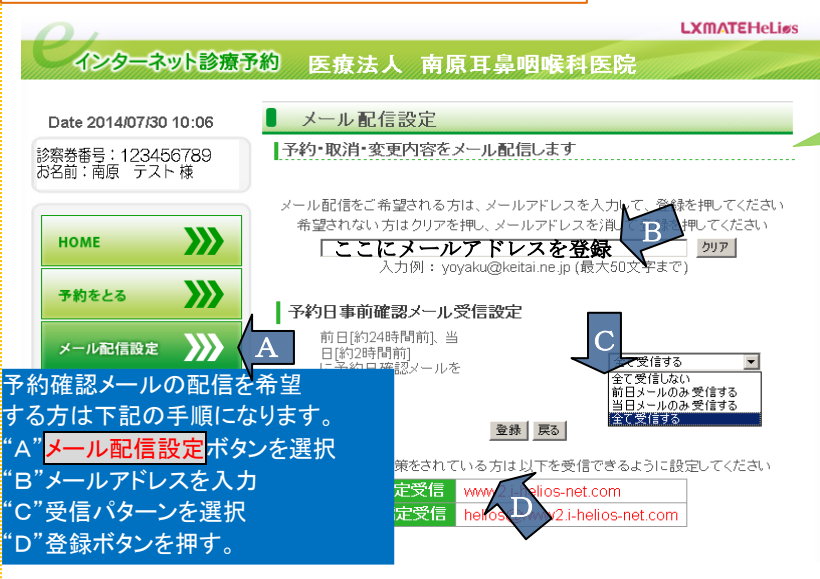 LXMATEHeLios
eインターネット診療予約 医療法人 南原耳鼻咽喉科医院
Date 2014/07/30 10:06
診察券番号：123456789
お名前：南原 テスト 様
HOME
予約をとる
メール配信設定
メール配信設定
予約・取消・変更内容をメール配信します
メール配信をご希望される方は、メールアドレスを入力して、登録を押してください
希望されない方はクリアを押し、メールアドレスを消 押してください
ここにメールアドレスを登録
クリア
入力例： yoyaku@keitai.ne.jp (最大50文字まで)
B
予約日事前確認メール受信設定
前日[約24時間前]、当
日[約2時間前]
に予約日確認メールを
全て受信する
全て受信しない
前日メールのみ受信する
当日メールのみ受信する
全て受信する
A
C
登録 戻る
策をされている方は以下を受信できるように設定してください
定受信 www2.i-helios-net.com
定受信 www2.i-helios-net.com
D
予約確認メールの配信を希望
する方は下記の手順になります。
“A”メール配信設定ボタンを選択
“B”メールアドレスを入力
“C”受信パターンを選択
“D”登録ボタンを押す。